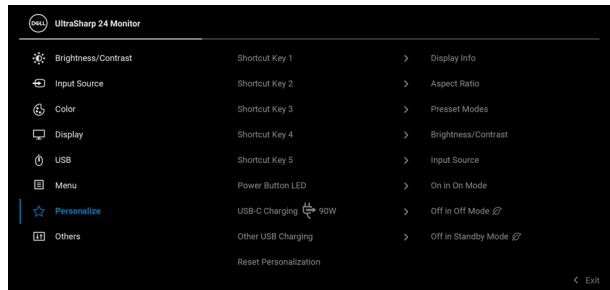 DELL UltraSharp 24 Monitor
Brightness/Contrast Shortcut Key 1 > Display Info
Input Source Shortcut Key 2 > Aspect Ratio
Color Shortcut Key 3 > Presset Modes
Display Shortcut Key 4 > Brightness/Contrast
USB Shortcut Key 5 > Input Source
Menu Power Button LED > On in On Mode
Personalize USB-C Charging 90W > Off in Off Mode
Others Other USB Charging > Off in Standby Mode
Reset Personalization
< Exit